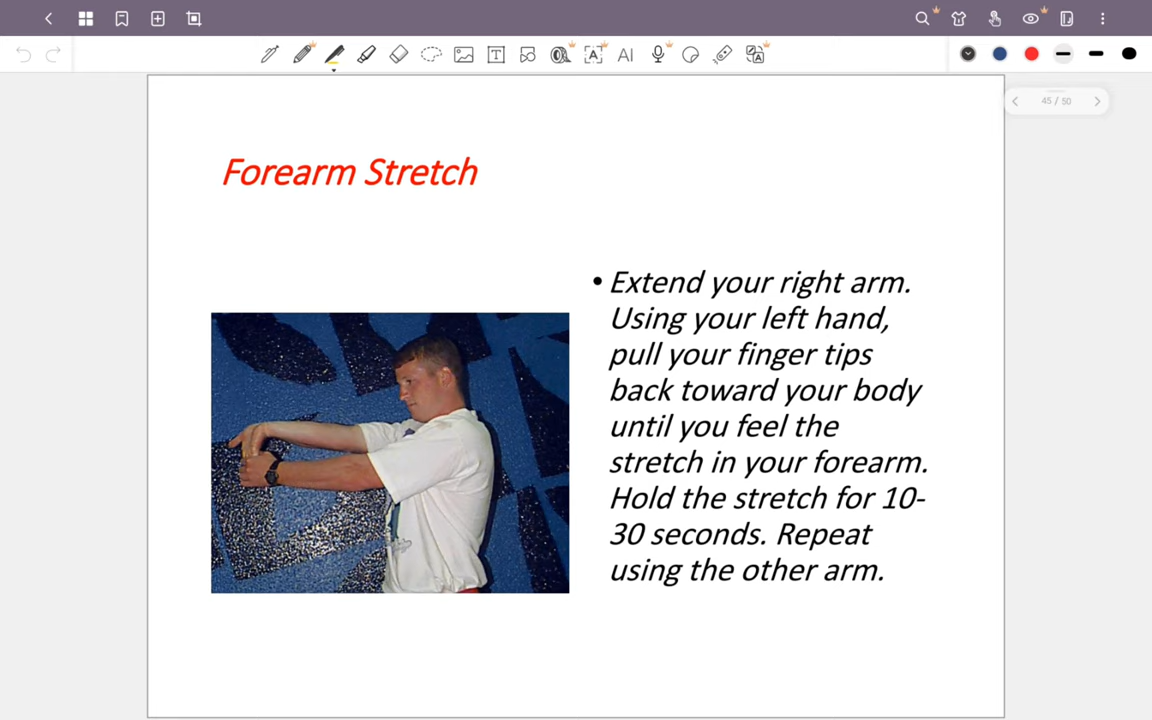 45 / 50
Forearm Stretch
• Extend your right arm.
Using your left hand,
pull your finger tips
back toward your body
until you feel the
stretch in your forearm.
Hold the stretch for 10-
30 seconds. Repeat
using the other arm.